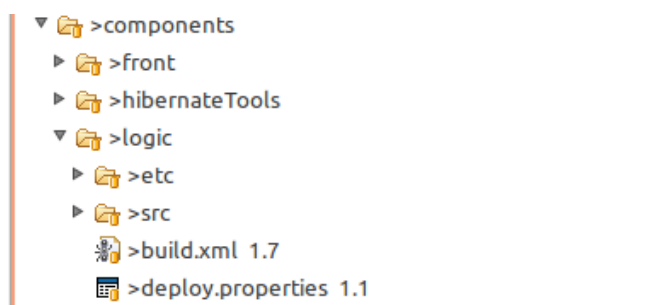 >components
>front
>hibernateTools
>logic
>etc
>src
>build.xml 1.7
>deploy.properties 1.1